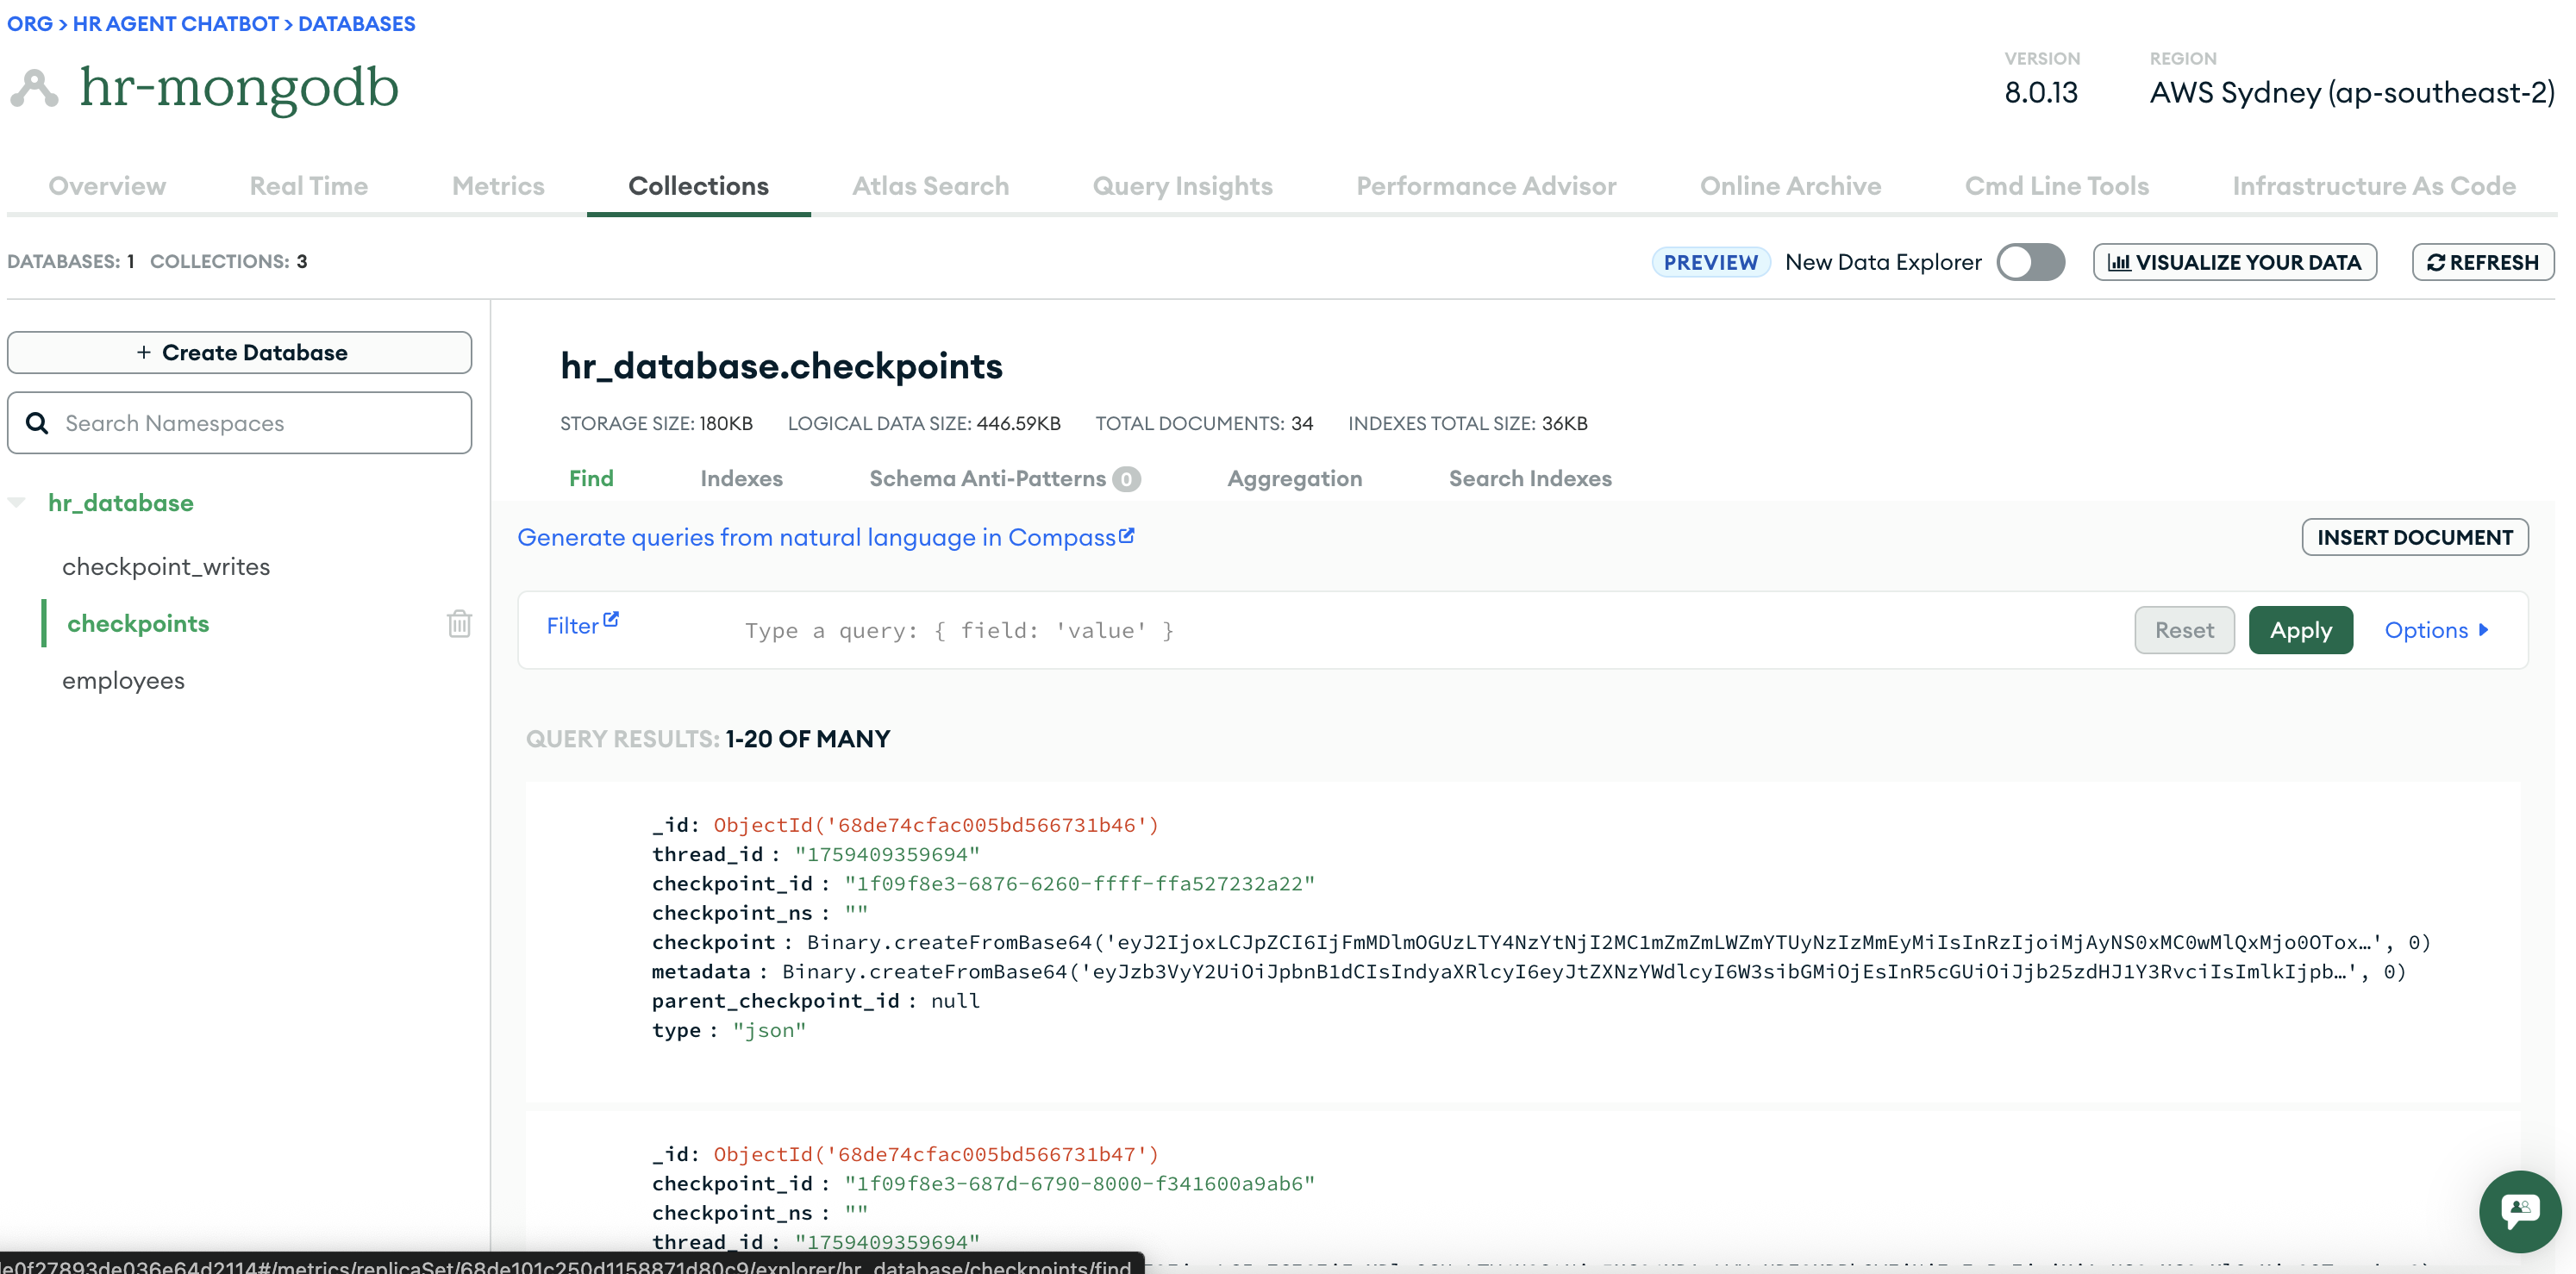 ORG > HR AGENT CHATBOT > DATABASES
hr-mongodb
VERSION
8.0.13
REGION
AWS Sydney (ap-southeast-2)
Overview Real Time Metrics Collections Atlas Search Query Insights Performance Advisor Online Archive Cmd Line Tools Infrastructure As Code
DATABASES: 1 COLLECTIONS: 3
PREVIEW New Data Explorer VISUALIZE YOUR DATA REFRESH
+ Create Database
Search Namespaces
hr_database
checkpoint_writes
checkpoints
employees
hr_database.checkpoints
STORAGE SIZE: 180KB LOGICAL DATA SIZE: 446.59KB TOTAL DOCUMENTS: 34 INDEXES TOTAL SIZE: 36KB
Find Indexes Schema Anti-Patterns 0 Aggregation Search Indexes
Generate queries from natural language in Compass
INSERT DOCUMENT
Filter Type a query: { field: 'value' } Reset Apply Options
QUERY RESULTS: 1-20 OF MANY
_id: ObjectId('68de74cfac005bd566731b46')
thread_id : "1759409359694"
checkpoint_id : "1f09f8e3-6876-6260-ffff-ffa527232a22"
checkpoint_ns : ""
checkpoint : Binary.createFromBase64('eyJ2IjoxLCJpZCI6IjFmMDlmOGUzLTY4NzYtNjI2MC1mZmZmLWZmYTUyNzIzMmEyMiIsInRzIjoiMjAyNS0xMC0wMlQxMjo0OTox…', 0)
metadata : Binary.createFromBase64('eyJzb3VyY2UiOiJpbnB1dCIsIndyaXRlcyI6eyJtZXNzYWdlcyI6W3sibGMiOjEsInR5cGUiOiJjb25zdHJ1Y3RvciIsImlkIjpb…', 0)
parent_checkpoint_id : null
type : "json"
_id: ObjectId('68de74cfac005bd566731b47')
checkpoint_id : "1f09f8e3-687d-6790-8000-f341600a9ab6"
checkpoint_ns : ""
thread_id : "1759409359694"
de0f27893de036e64d2114#/metrics/replicaSet/68de101c250d1158871d80c9/explorer/hr_database/checkpoints/find